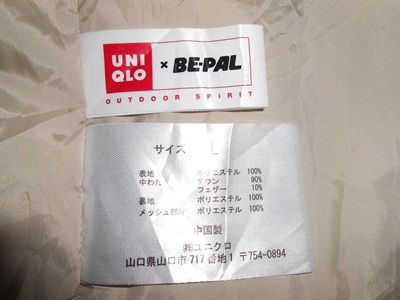 UNI
QLO × BE-PAL
OUTDOOR SPIRIT
サイズ L
表地 ポリエステル 100%
中わた ダウン 90%
フェザー 10%
裏地 ポリエステル 100%
メッシュ部分 ポリエステル 100%
中国製
㈱ユニクロ
山口県山口市717番地1 〒754-0894